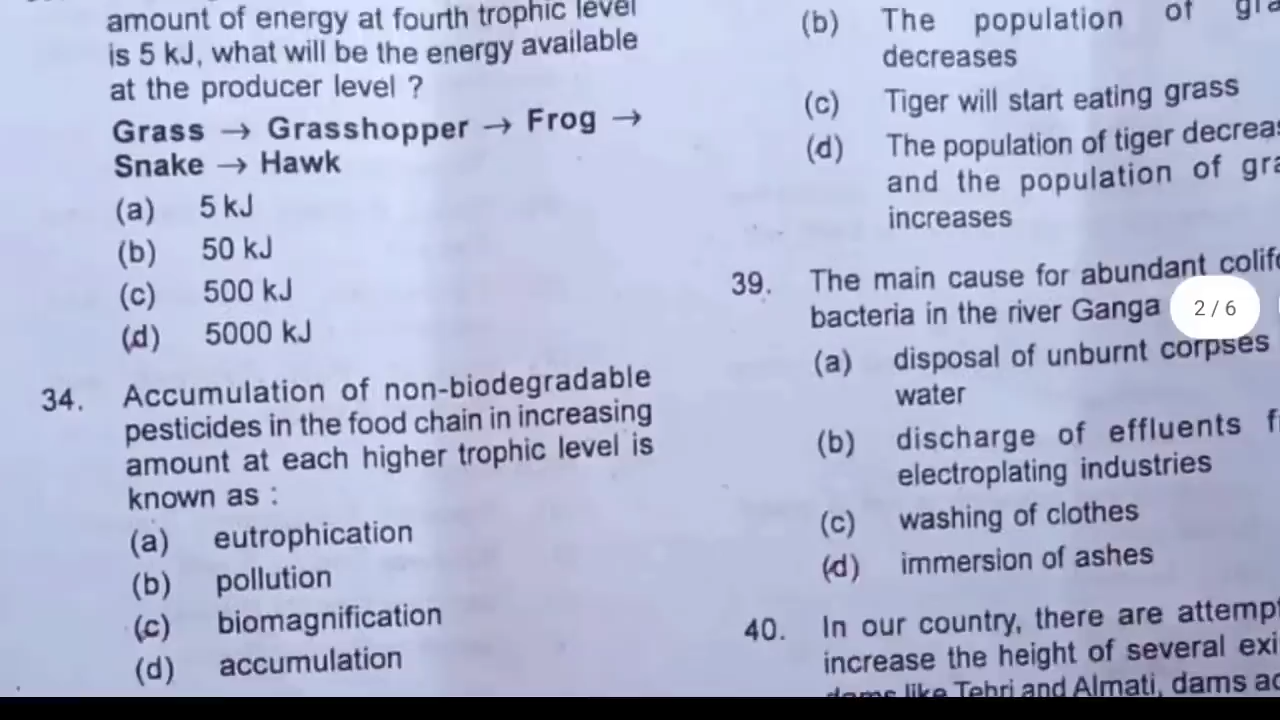 amount of energy at fourth trophic level
is 5 kJ, what will be the energy available
at the producer level ?
Grass → Grasshopper → Frog →
Snake → Hawk
(a) 5 kJ
(b) 50 kJ
(c) 500 kJ
(d) 5000 kJ
34. Accumulation of non-biodegradable
pesticides in the food chain in increasing
amount at each higher trophic level is
known as :
(a) eutrophication
(b) pollution
(c) biomagnification
(d) accumulation
(b) The population of
decreases
(c) Tiger will start eating grass
(d) The population of tiger
and the population of
increases
39. The main cause for abundant
bacteria in the river Ganga
2 / 6
(a) disposal of unburnt corpses
water
(b) discharge of effluents
electroplating industries
(c) washing of clothes
(d) immersion of ashes
40. In our country, there are
increase the height of several
dams like Tehri and Almati, dams